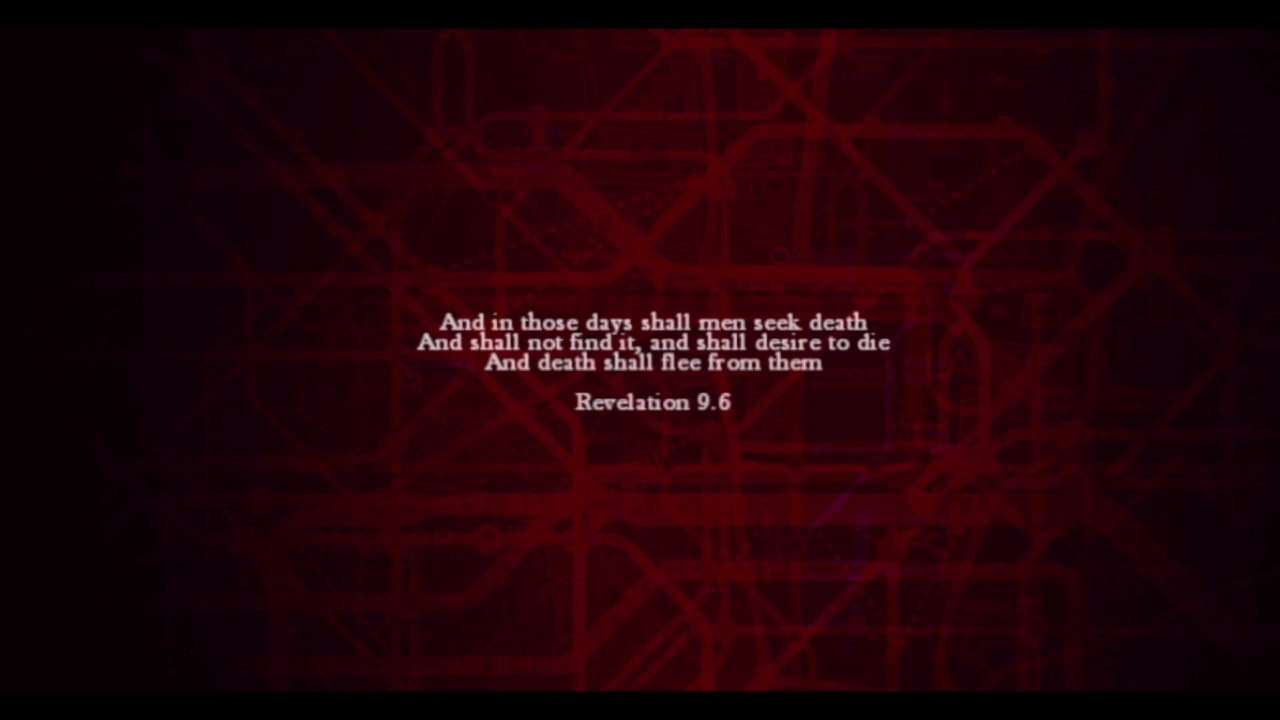 And in those days shall men seek death
And shall not find it, and shall desire to die
And death shall flee from them
Revelation 9.6